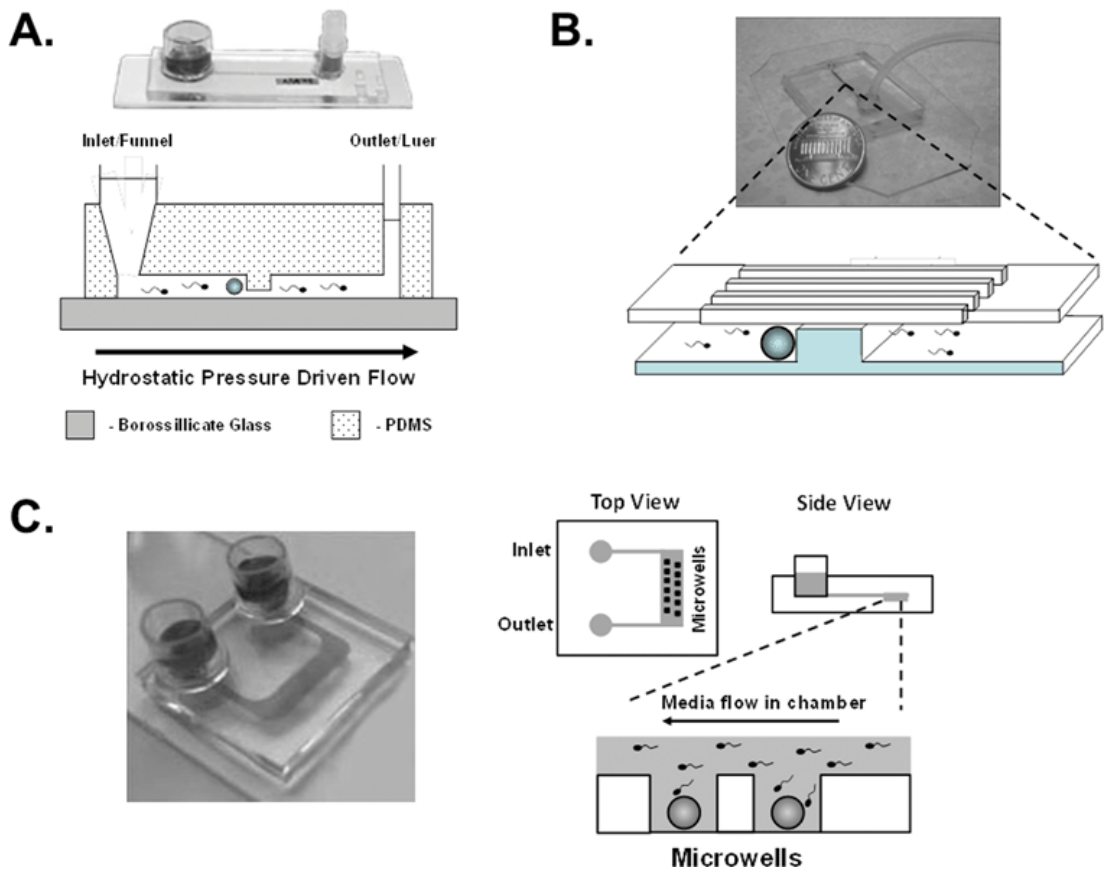 A.
Inlet/Funnel
Outlet/Luer
Hydrostatic Pressure Driven Flow
- Borossillicate Glass
- PDMS
B.
C.
Top View
Side View
Inlet
Outlet
Microwells
Media flow in chamber
Microwells